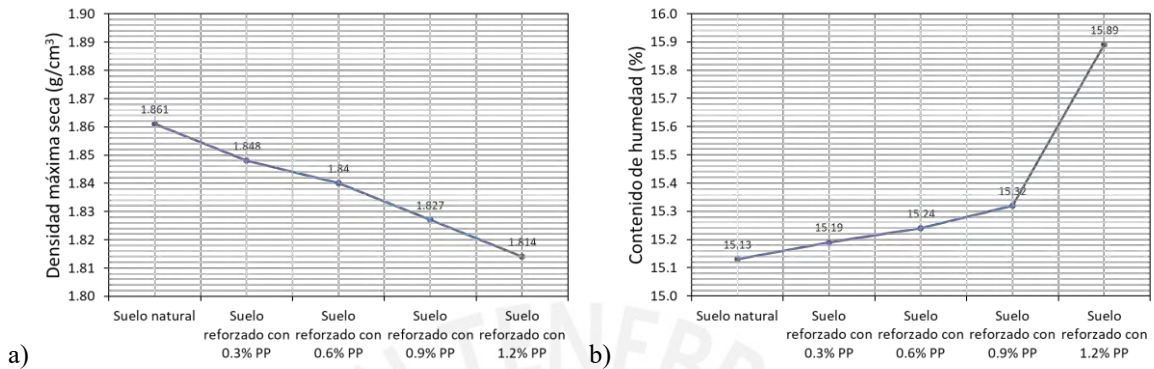 Densidad máxima seca (g/cm³)
1.90
1.89
1.88
1.87
1.86
1.85
1.84
1.83
1.82
1.81
1.80
1.861
1.848
1.84
1.827
1.814
Suelo natural
Suelo
reforzado con
0.3% PP
Suelo
reforzado con
0.6% PP
Suelo
reforzado con
0.9% PP
Suelo
reforzado con
1.2% PP
a)
Contenido de humedad (%)
16.0
15.9
15.8
15.7
15.6
15.5
15.4
15.3
15.2
15.1
15.0
15.13
15.19
15.24
15.32
15.89
Suelo natural
Suelo
reforzado con
0.3% PP
Suelo
reforzado con
0.6% PP
Suelo
reforzado con
0.9% PP
Suelo
reforzado con
1.2% PP
b)